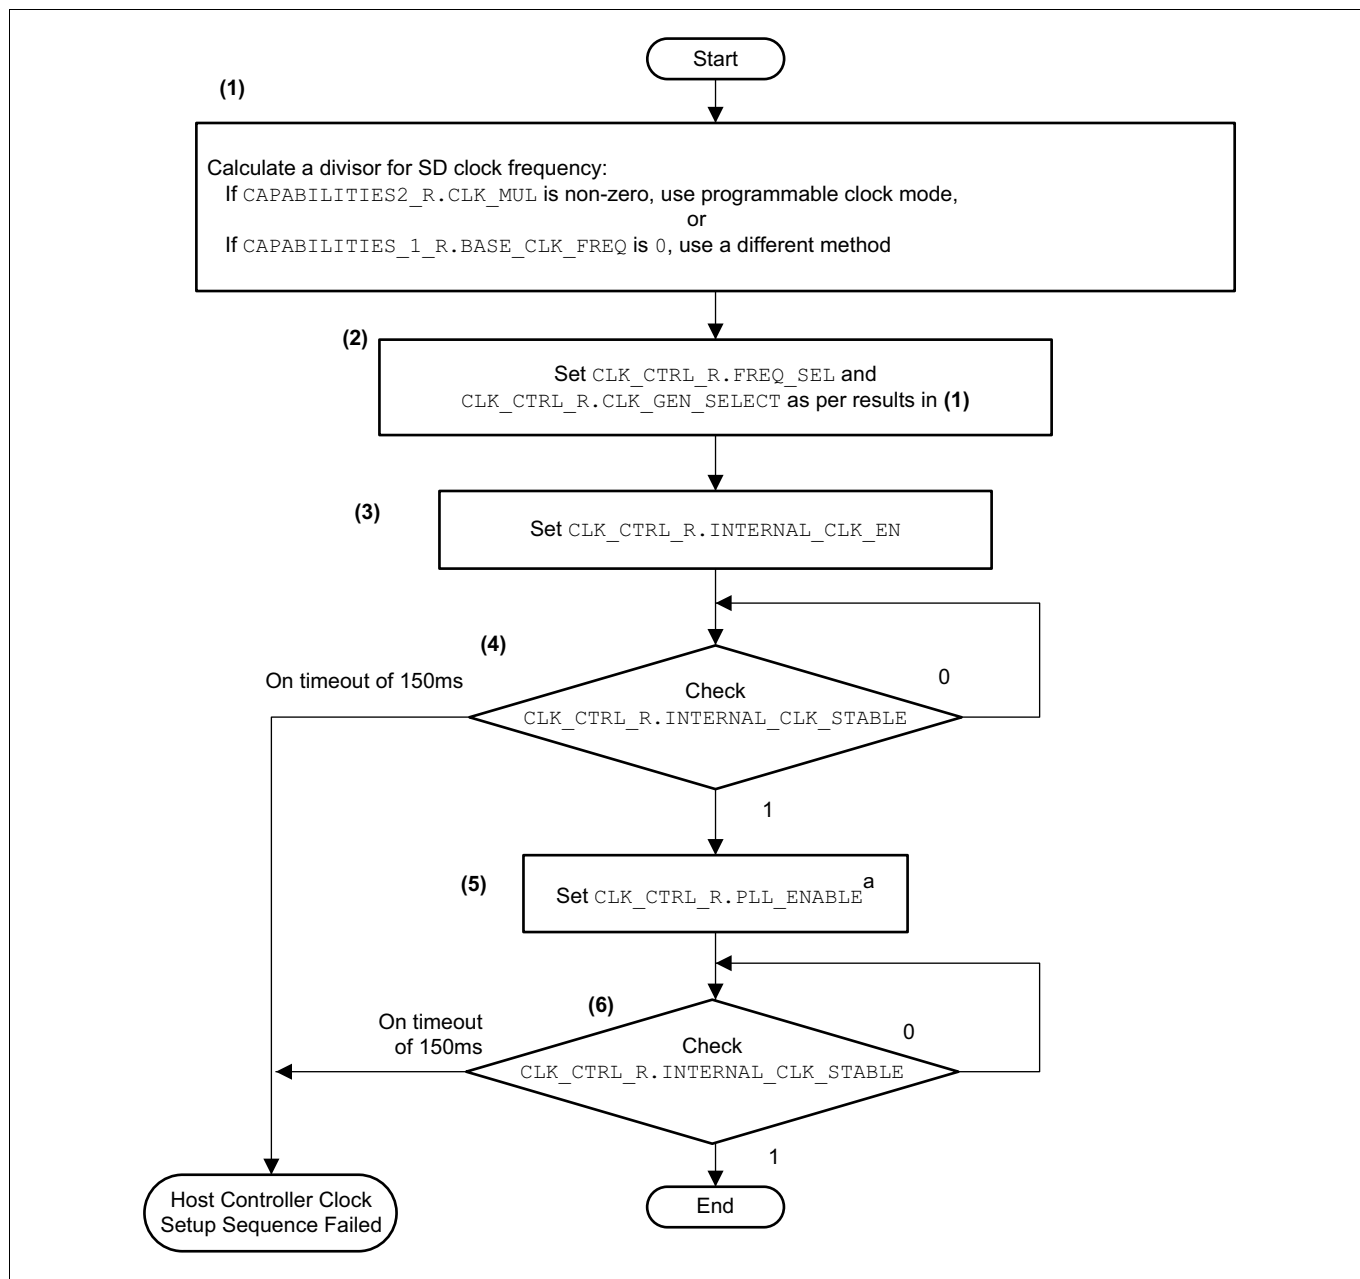 Start
(1)
Calculate a divisor for SD clock frequency:
If CAPABILITIES2_R.CLK_MUL is non-zero, use programmable clock mode,
or
If CAPABILITIES_1_R.BASE_CLK_FREQ is 0, use a different method
(2)
Set CLK_CTRL_R.FREQ_SEL and
CLK_CTRL_R.CLK_GEN_SELECT as per results in (1)
(3)
Set CLK_CTRL_R.INTERNAL_CLK_EN
(4)
On timeout of 150ms
0
Check
CLK_CTRL_R.INTERNAL_CLK_STABLE
1
(5)
Set CLK_CTRL_R.PLL_ENABLEa
(6)
On timeout
of 150ms
0
Check
CLK_CTRL_R.INTERNAL_CLK_STABLE
1
Host Controller Clock
Setup Sequence Failed
End